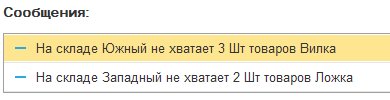 Сообщения:
На складе Южный не хватает 3 Шт товаров Вилка
На складе Западный не хватает 2 Шт товаров Ложка